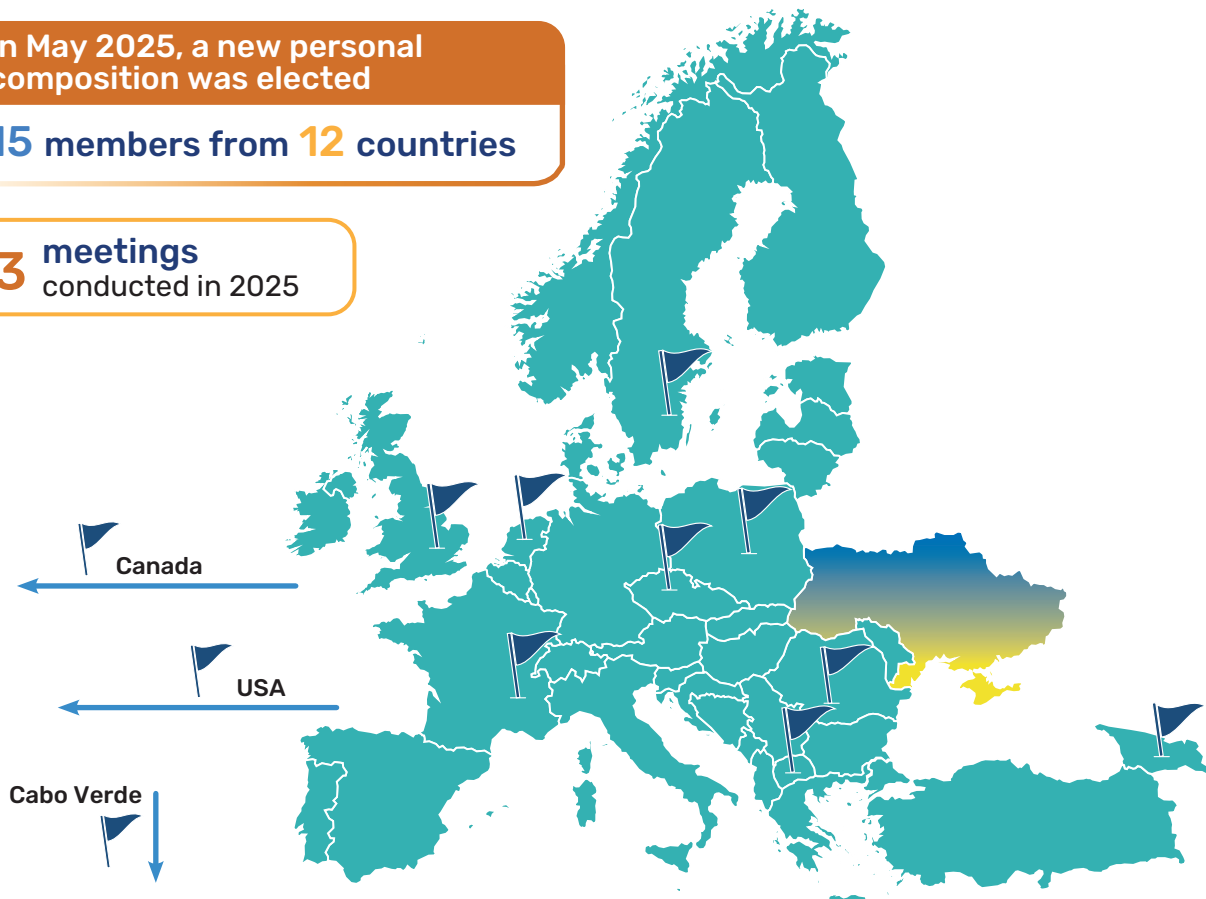 n May 2025, a new personal
composition was elected
15 members from 12 countries
3 meetings
conducted in 2025
Canada
USA
Cabo Verde